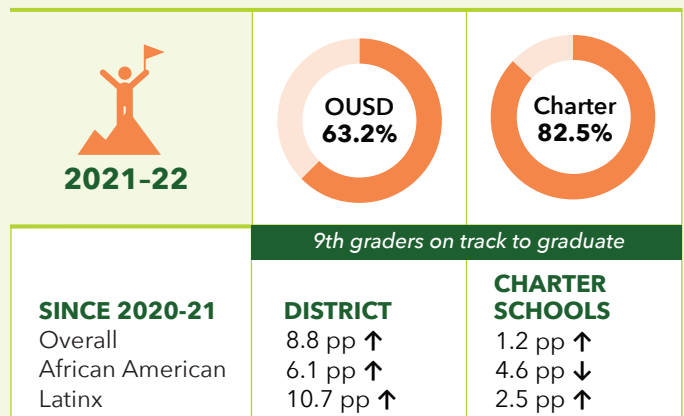 OUSD
63.2%
Charter
82.5%
2021–22
9th graders on track to graduate
SINCE 2020-21
DISTRICT
CHARTER
SCHOOLS
Overall
8.8 pp ↑
1.2 pp ↑
African American
6.1 pp ↑
4.6 pp ↓
Latinx
10.7 pp ↑
2.5 pp ↑